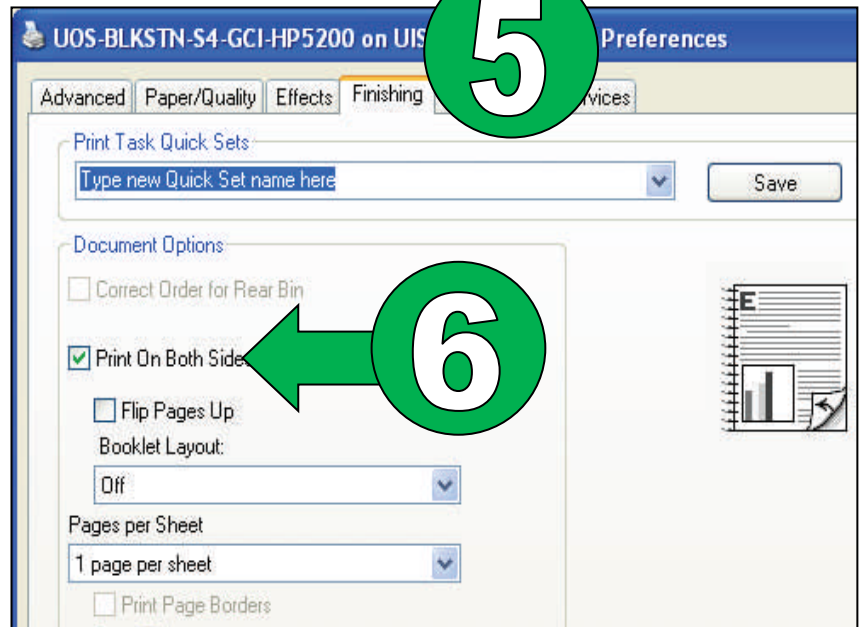 UOS-BLKSTN-S4-GCI-HP5200 on UIS Preferences
5
Advanced Paper/Quality Effects Finishing
Print Task Quick Sets
Type new Quick Set name here
Save
Document Options
Correct Order for Rear Bin
Print On Both Sides
6
Flip Pages Up
Booklet Layout:
Off
Pages per Sheet
1 page per sheet
Print Page Borders
E